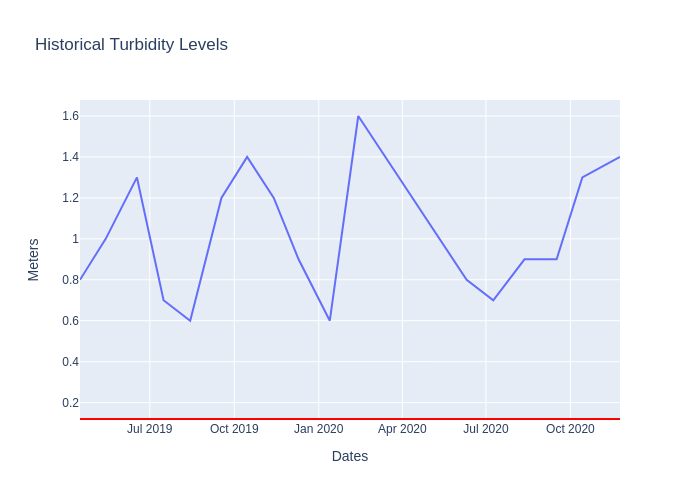 Historical Turbidity Levels
1.6
1.4
1.2
1
0.8
0.6
0.4
0.2
Meters
Jul 2019
Oct 2019
Jan 2020
Apr 2020
Jul 2020
Oct 2020
Dates